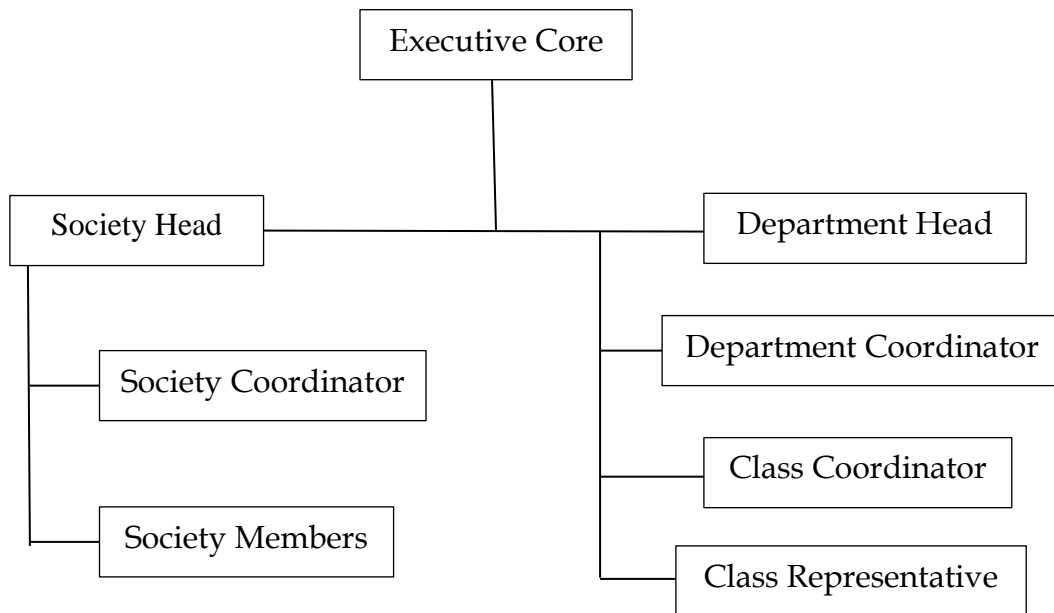 Executive Core
Society Head
Department Head
Department Coordinator
Society Coordinator
Class Coordinator
Society Members
Class Representative